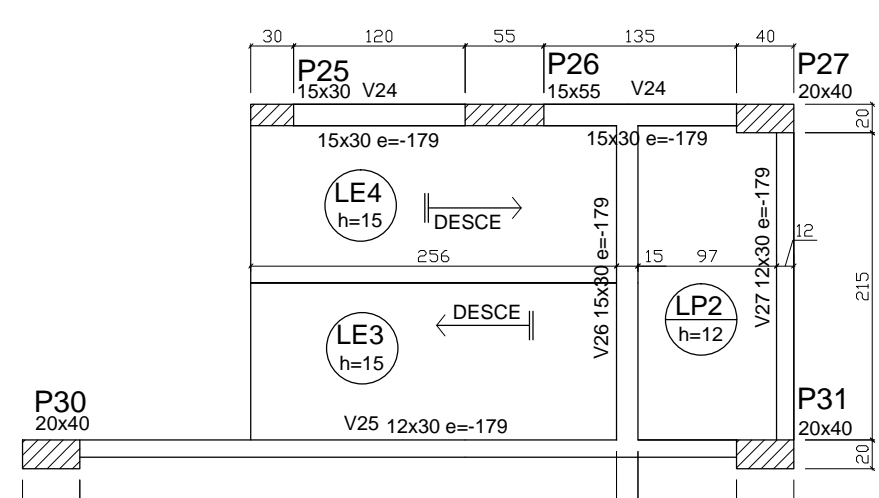 30 120 55 135 40
P25
15x30 V24
P26
15x55 V24
P27
20x40
20
15x30 e=-179
15x30 e=-179
LE4
h=15
DESCE
V26 15x30 e=-179
V27 12x30 e=-179
12
256 15 97
215
DESCE
LE3
h=15
LP2
h=12
P30
20x40
V25 12x30 e=-179
P31
20x40
20